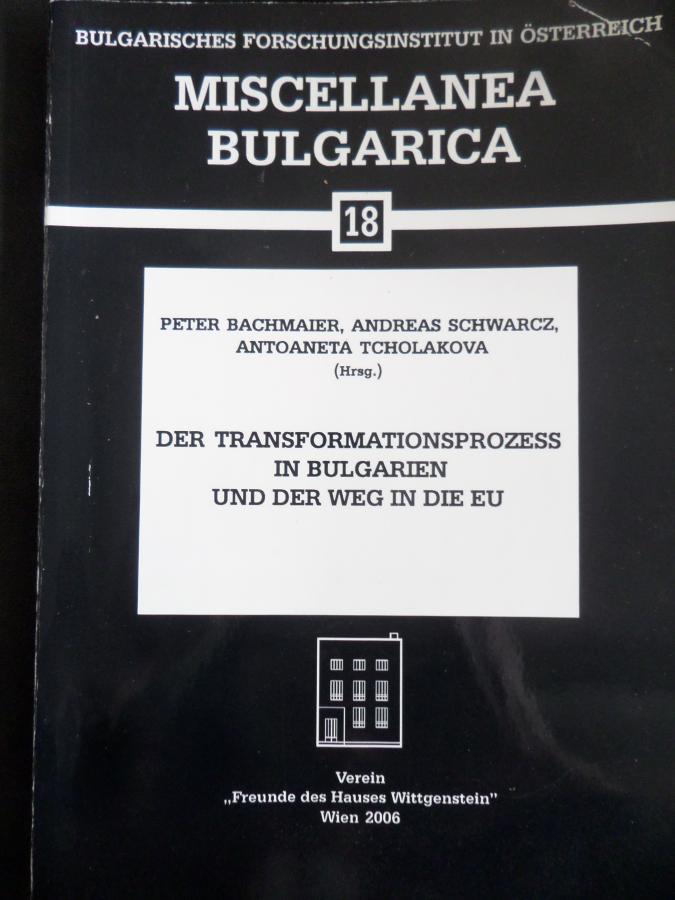 BULGARISCHES FORSCHUNGSINSTITUT IN ÖSTERREICH
MISCELLANEA
BULGARICA
18
PETER BACHMAIER, ANDREAS SCHWARCZ,
ANTOANETA TCHOLAKOVA
(Hrsg.)
DER TRANSFORMATIONSPROZESS
IN BULGARIEN
UND DER WEG IN DIE EU
Verein
„Freunde des Hauses Wittgenstein"
Wien 2006